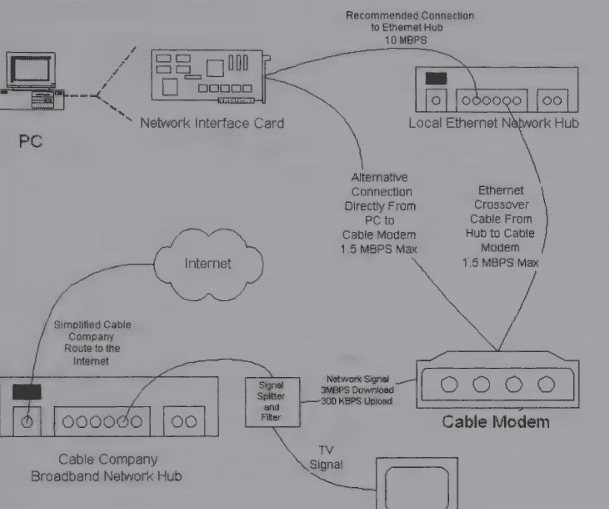 Recommended Connection
to Ethernet Hub
10 MBPS
PC
Network Interface Card
Local Ethernet Network Hub
Alternative
Connection
Directly From
PC to
Cable Modem
1.5 MBPS Max
Ethernet
Crossover
Cable From
Hub to Cable
Modem
1.5 MBPS Max
Internet
Simplified Cable
Company
Route to the
Internet
Signal
Splitter
and
Filter
Network Signal
3MBPS Download
300 KBPS Upload
Cable Modem
Cable Company
Broadband Network Hub
TV
Signal